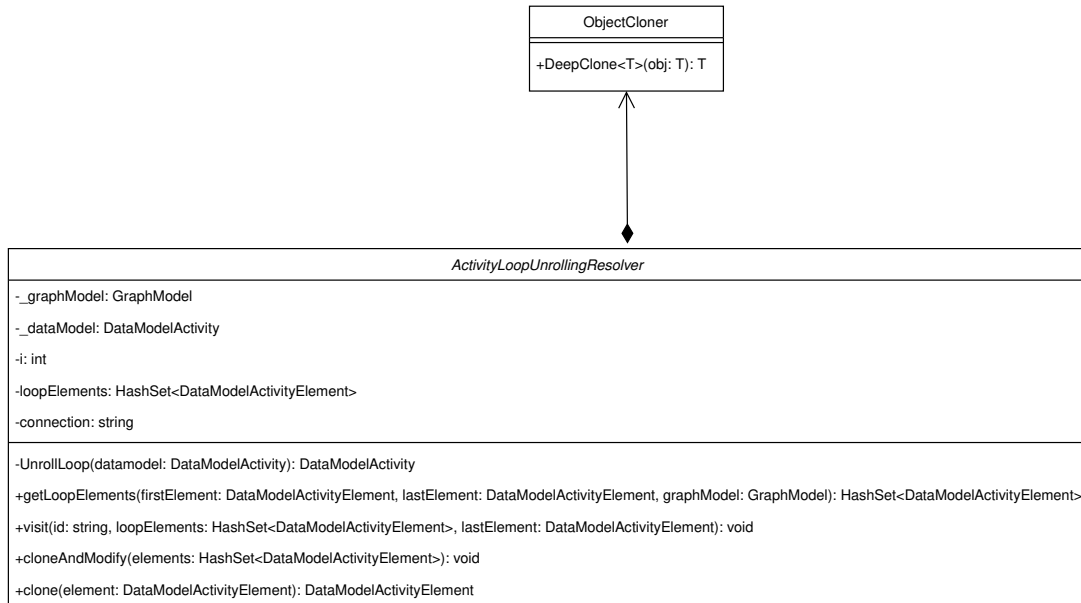 ObjectCloner
+DeepClone<T>(obj: T): T
ActivityLoopUnrollingResolver
-_graphModel: GraphModel
-_dataModel: DataModelActivity
-i: int
-loopElements: HashSet<DataModelActivityElement>
-connection: string
-UnrollLoop(datamodel: DataModelActivity): DataModelActivity
+getLoopElements(firstElement: DataModelActivityElement, lastElement: DataModelActivityElement, graphModel: GraphModel): HashSet<DataModelActivityElement>
+visit(id: string, loopElements: HashSet<DataModelActivityElement>, lastElement: DataModelActivityElement): void
+cloneAndModify(elements: HashSet<DataModelActivityElement>): void
+clone(element: DataModelActivityElement): DataModelActivityElement